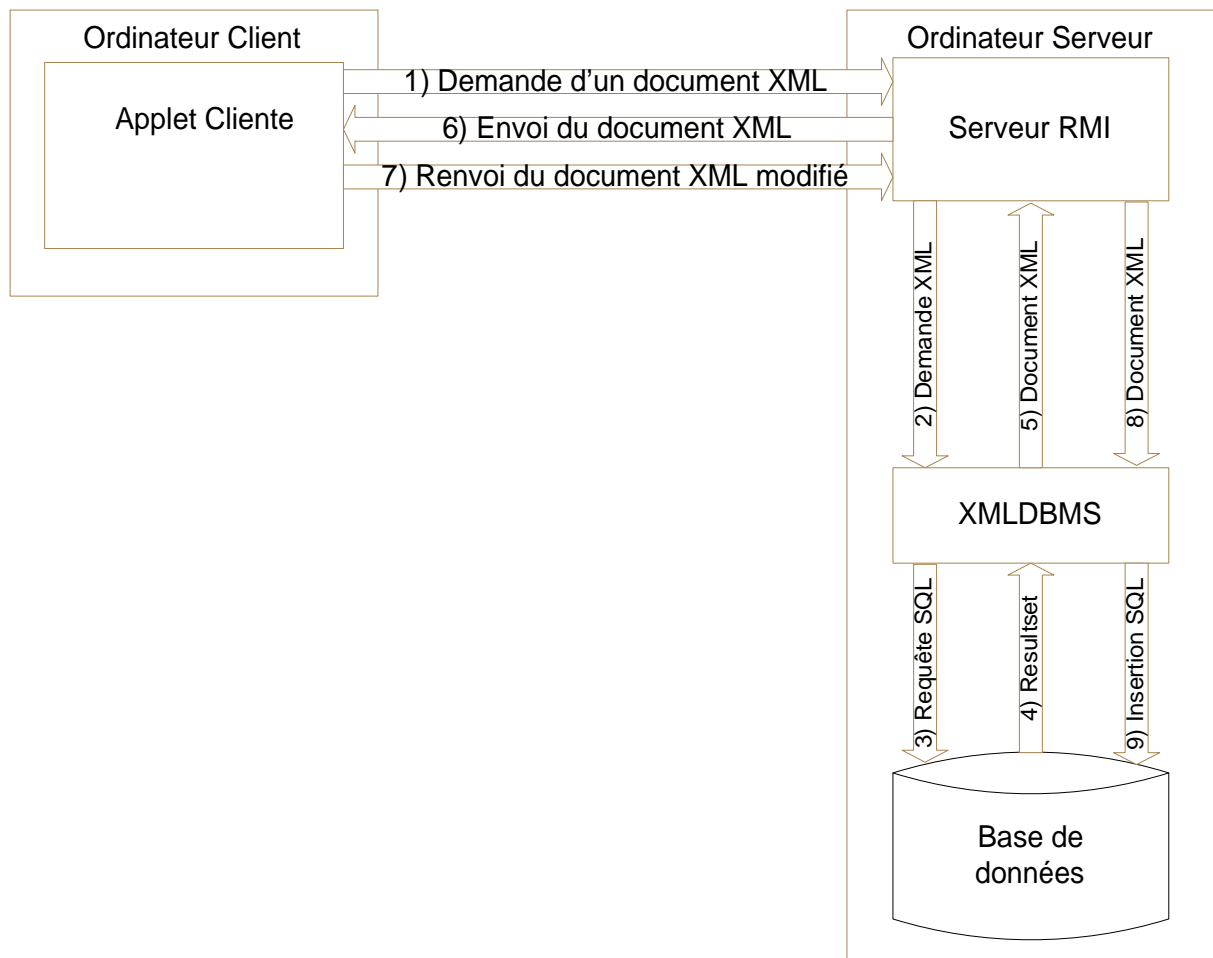 Ordinateur Client
Ordinateur Serveur
Applet Cliente
1) Demande d’un document XML
6) Envoi du document XML
7) Renvoi du document XML modifié
Serveur RMI
2) Demande XML
5) Document XML
8) Document XML
XMLDBMS
3) Requête SQL
4) Resultset
9) Insertion SQL
Base de
données